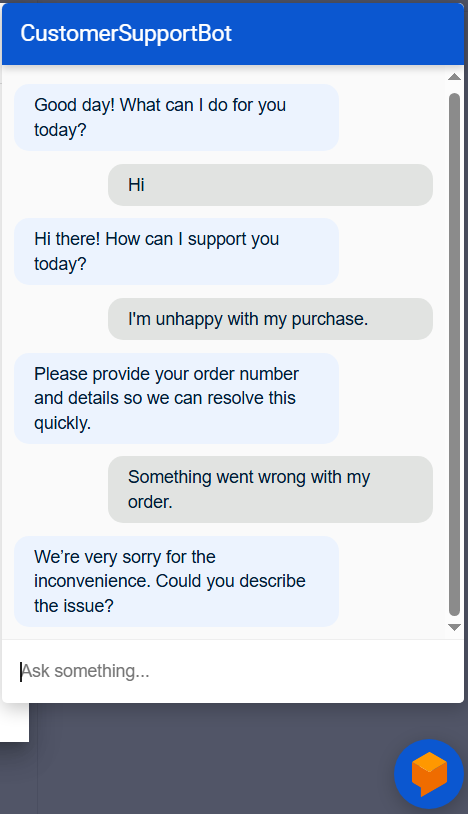 CustomerSupportBot
Good day! What can I do for you
today?
Hi
Hi there! How can I support you
today?
I'm unhappy with my purchase.
Please provide your order number
and details so we can resolve this
quickly.
Something went wrong with my
order.
We’re very sorry for the
inconvenience. Could you describe
the issue?
Ask something...